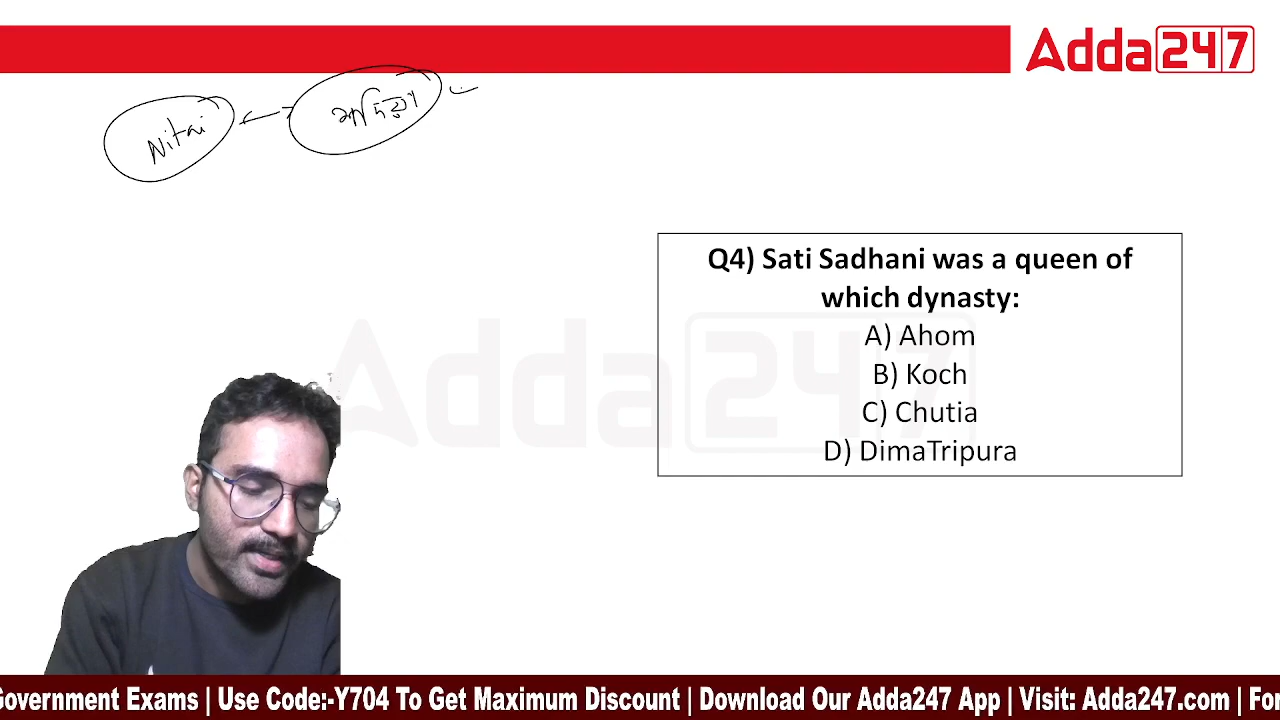 Adda247
Nitai
Q4) Sati Sadhani was a queen of
which dynasty:
A) Ahom
B) Koch
C) Chutia
D) DimaTripura
Adda247
Government Exams | Use Code:-Y704 To Get Maximum Discount | Download Our Adda247 App | Visit: Adda247.com | For